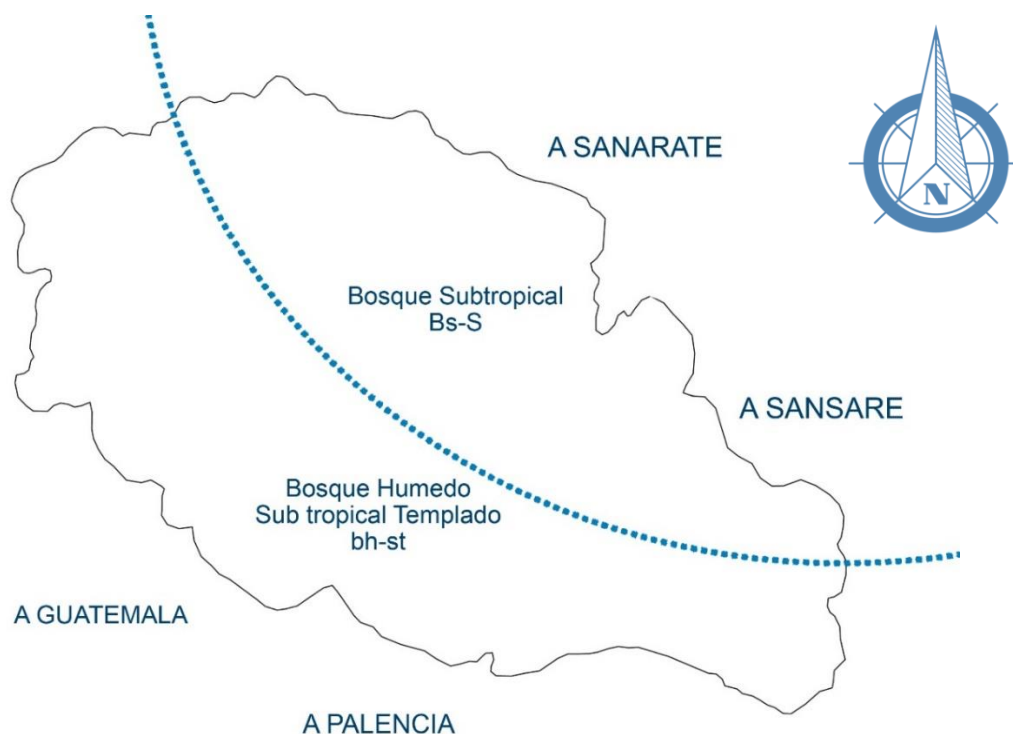 A SANARATE
N
Bosque Subtropical
Bs-S
A SANSARE
Bosque Humedo
Sub tropical Templado
bh-st
A GUATEMALA
A PALENCIA